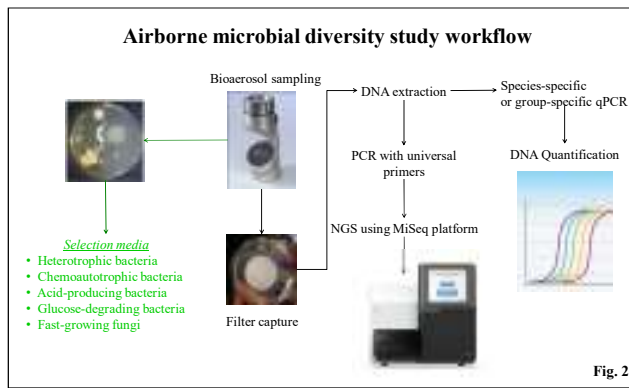 Airborne microbial diversity study workflow
Bioaerosol sampling
DNA extraction
Species-specific
or group-specific qPCR
PCR with universal
primers
DNA Quantification
NGS using MiSeq platform
Selection media
• Heterotrophic bacteria
• Chemoautotrophic bacteria
• Acid-producing bacteria
• Glucose-degrading bacteria
• Fast-growing fungi
Filter capture
Fig. 2